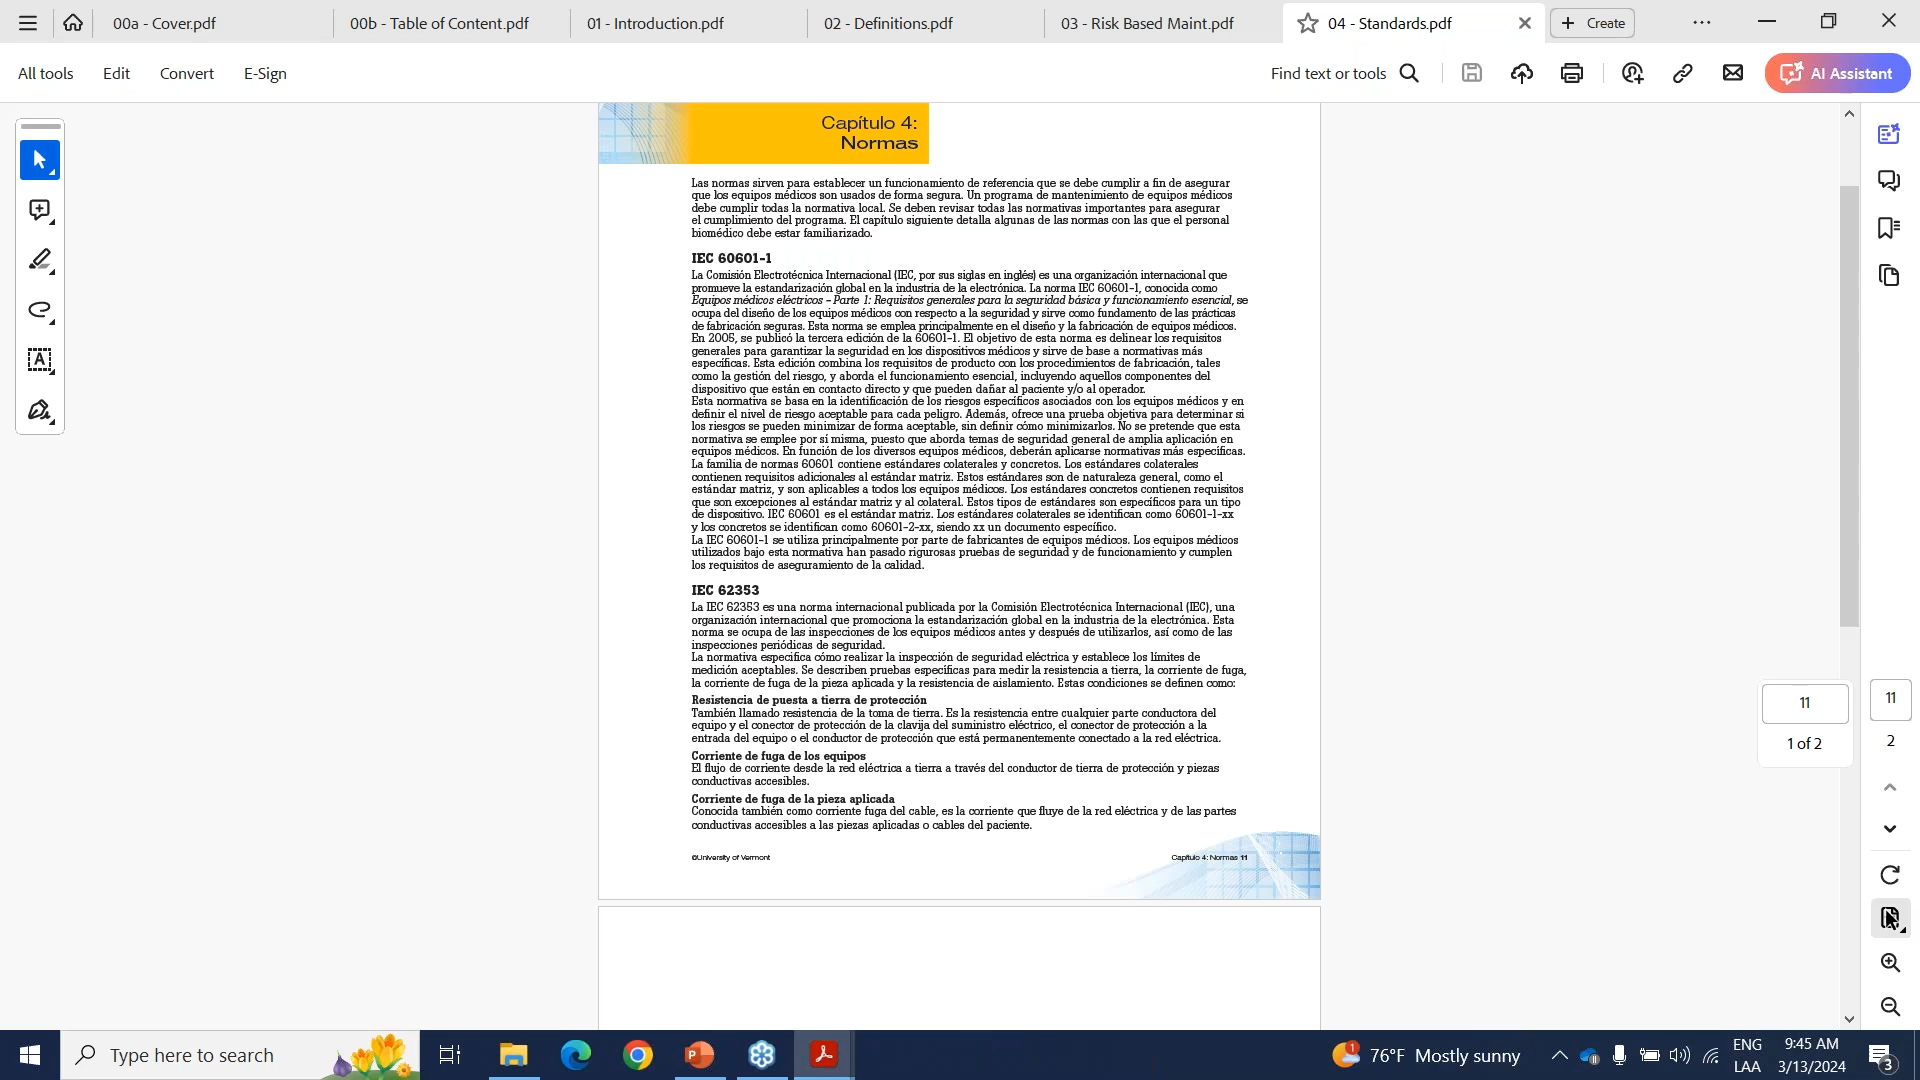 00a - Cover.pdf
00b - Table of Content.pdf
01 - Introduction.pdf
02 - Definitions.pdf
03 - Risk Based Maint.pdf
04 - Standards.pdf
Create
All tools
Edit
Convert
E-Sign
Find text or tools
AI Assistant
Capítulo 4:
Normas
Las normas sirven para establecer un funcionamiento de referencia que se debe cumplir a fin de asegurar
que los equipos médicos son usados de forma segura. Un programa de mantenimiento de equipos médicos
debe cumplir todas la normativa local. Se deben revisar todas las normativas importantes para asegurar
el cumplimiento del programa. El capítulo siguiente detalla algunas de las normas con las que el personal
biomédico debe estar familiarizado.
IEC 60601-1
La Comisión Electrotécnica Internacional (IEC, por sus siglas en inglés) es una organización internacional que
promueve la estandarización global en la industria de la electrónica. La norma IEC 60601-1, conocida como
Equipos médicos eléctricos - Parte 1: Requisitos generales para la seguridad básica y funcionamiento esencial, se
ocupa del diseño de los equipos médicos con respecto a la seguridad y sirve como fundamento de las prácticas
de fabricación seguras. Esta norma se emplea principalmente en el diseño y la fabricación de equipos médicos.
En 2005, se publicó la tercera edición de la 60601-1. El objetivo de esta norma es delinear los requisitos
generales para garantizar la seguridad en los dispositivos médicos y sirve de base a normativas más
específicas. Esta edición combina los requisitos de producto con los procedimientos de fabricación, tales
como la gestión del riesgo, y aborda el funcionamiento esencial, incluyendo aquellos componentes del
dispositivo que están en contacto directo y que pueden dañar al paciente y/o al operador.
Esta normativa se basa en la identificación de los riesgos específicos asociados con los equipos médicos y en
definir el nivel de riesgo aceptable para cada peligro. Además, ofrece una prueba objetiva para determinar si
los riesgos se pueden minimizar de forma aceptable, sin definir cómo minimizarlos. No se pretende que esta
normativa se emplee por sí misma, puesto que aborda temas de seguridad general de amplia aplicación en
equipos médicos. En función de los diversos equipos médicos, deberán aplicarse normativas más específicas.
La familia de normas 60601 contiene estándares colaterales y concretos. Los estándares colaterales
contienen requisitos adicionales al estándar matriz. Estos estándares son de naturaleza general, como el
estándar matriz, y son aplicables a todos los equipos médicos. Los estándares concretos contienen requisitos
que son excepciones al estándar matriz y al colateral. Estos tipos de estándares son específicos para un tipo
de dispositivo. IEC 60601 es el estándar matriz. Los estándares colaterales se identifican como 60601-1-xx
y los concretos se identifican como 60601-2-xx, siendo xx un documento específico.
La IEC 60601-1 se utiliza principalmente por parte de fabricantes de equipos médicos. Los equipos médicos
utilizados bajo esta normativa han pasado rigurosas pruebas de seguridad y de funcionamiento y cumplen
los requisitos de aseguramiento de la calidad.
IEC 62353
La IEC 62353 es una norma internacional publicada por la Comisión Electrotécnica Internacional (IEC), una
organización internacional que promociona la estandarización global en la industria de la electrónica. Esta
norma se ocupa de las inspecciones de los equipos médicos antes y después de utilizarlos, así como de las
inspecciones periódicas de seguridad.
La normativa especifica cómo realizar la inspección de seguridad eléctrica y establece los límites de
medición aceptables. Se describen pruebas específicas para medir la resistencia a tierra, la corriente de fuga,
la corriente de fuga de la pieza aplicada y la resistencia de aislamiento. Estas condiciones se definen como:
Resistencia de puesta a tierra de protección
También llamado resistencia de la toma de tierra. Es la resistencia entre cualquier parte conductora del
equipo y el conector de protección de la clavija del suministro eléctrico, el conector de protección a la
entrada del equipo o el conductor de protección que está permanentemente conectado a la red eléctrica.
Corriente de fuga de los equipos
El flujo de corriente desde la red eléctrica a tierra a través del conductor de tierra de protección y piezas
conductivas accesibles.
Corriente de fuga de la pieza aplicada
Conocida también como corriente fuga del cable, es la corriente que fluye de la red eléctrica y de las partes
conductivas accesibles a las piezas aplicadas o cables del paciente.
©University of Vermont
Capítulo 4: Normas 11
11
1 of 2
11
2
Type here to search
1
76°F Mostly sunny
ENG
LAA
9:45 AM
3/13/2024
3